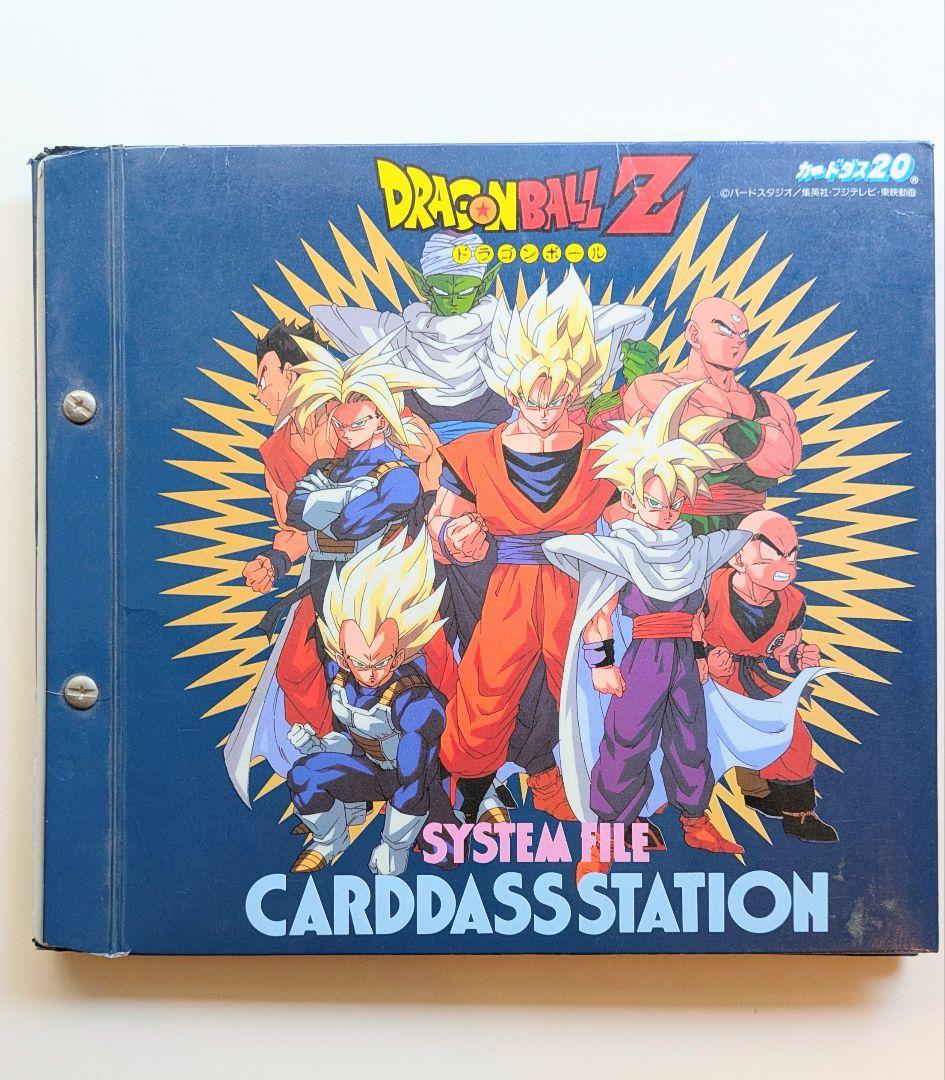 DRAGON BALL Z
ドラゴンボール
カードダス20®
©バードスタジオ/集英社・フジテレビ・東映動画
SYSTEM FILE
CARDDASS STATION